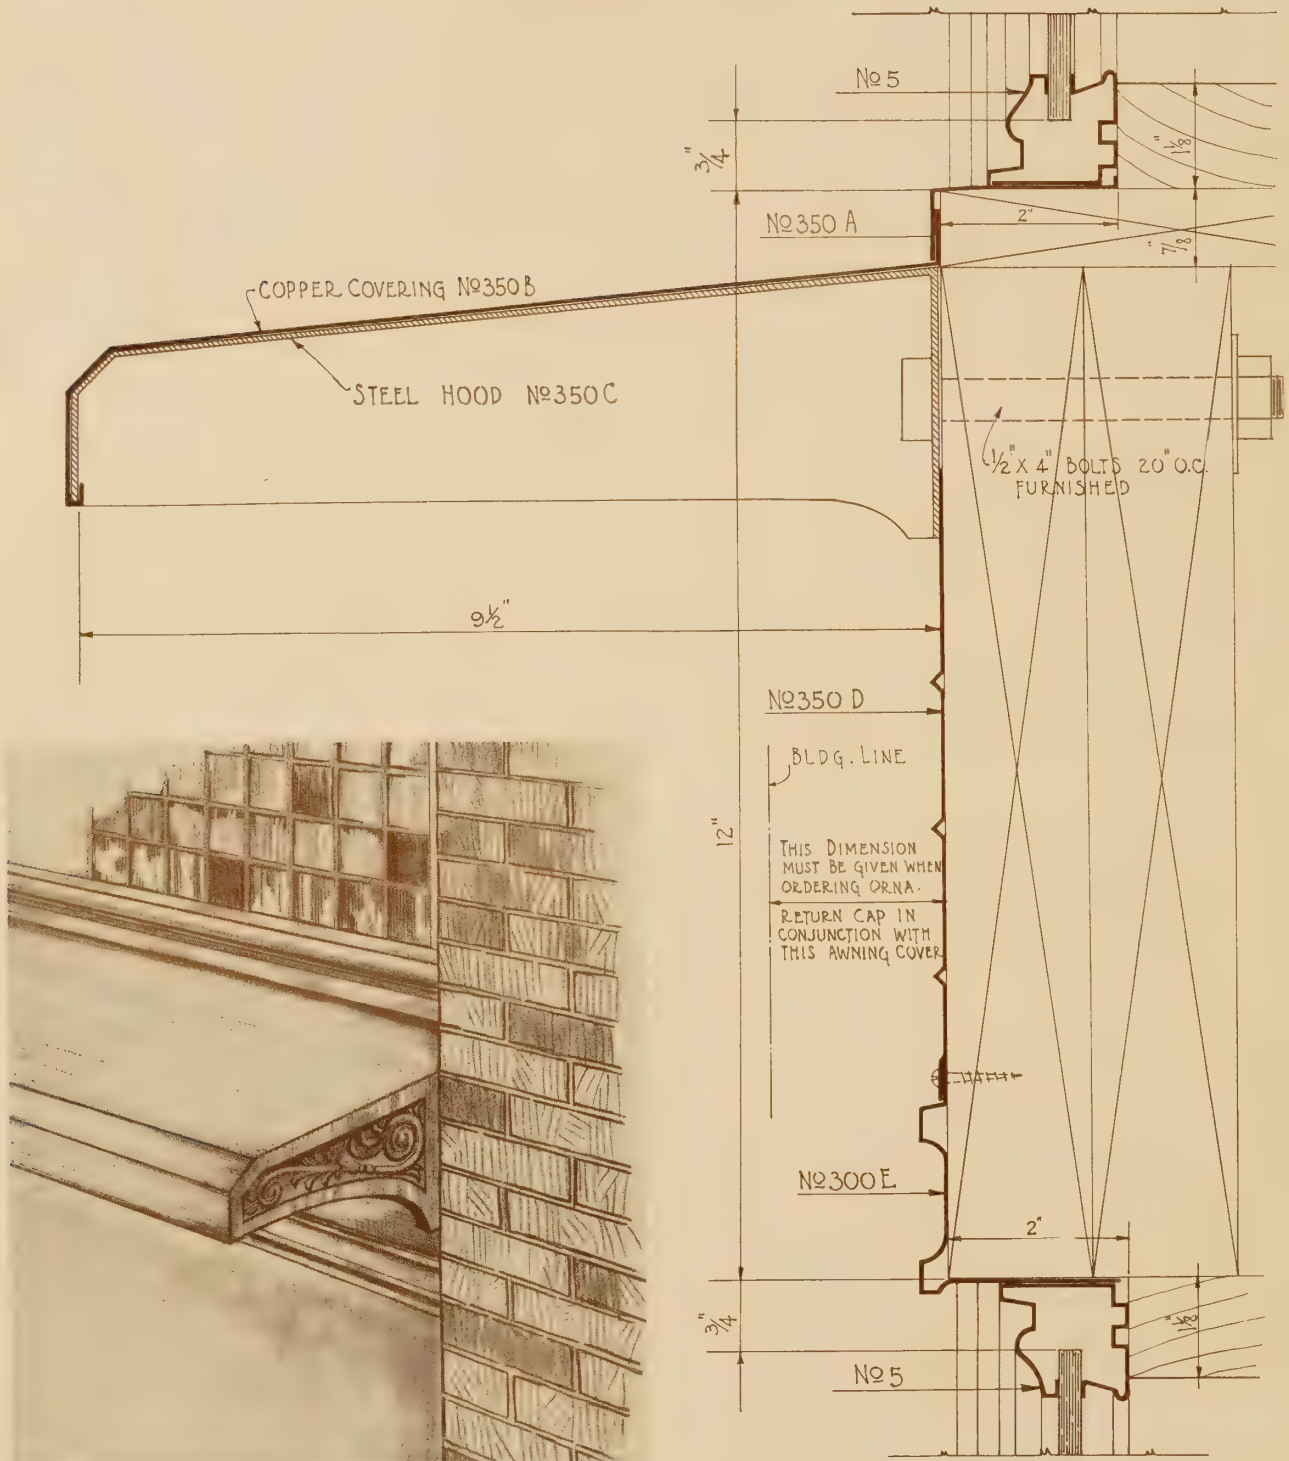 № 5
3/4"
1 1/8"
№ 350 A
2"
7/8"
COPPER COVERING № 350 B
STEEL HOOD № 350 C
1/2" X 4" BOLTS 20" O.C.
FURNISHED
9 1/2"
№ 350 D
BLDG. LINE
12"
THIS DIMENSION
MUST BE GIVEN WHEN
ORDERING ORNA.
RETURN CAP IN
CONJUNCTION WITH
THIS AWNING COVER
№ 300 E
2"
3/4"
1 1/8"
№ 5